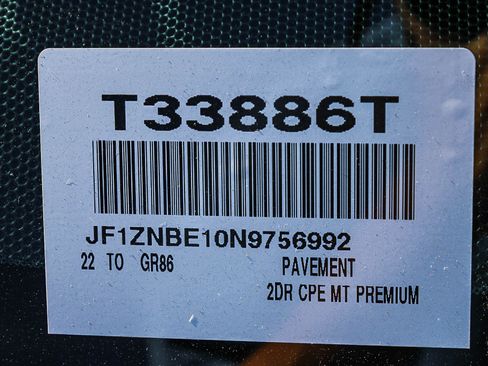 T33886T
JF1ZNBE10N9756992
22 TO GR86 PAVEMENT
2DR CPE MT PREMIUM